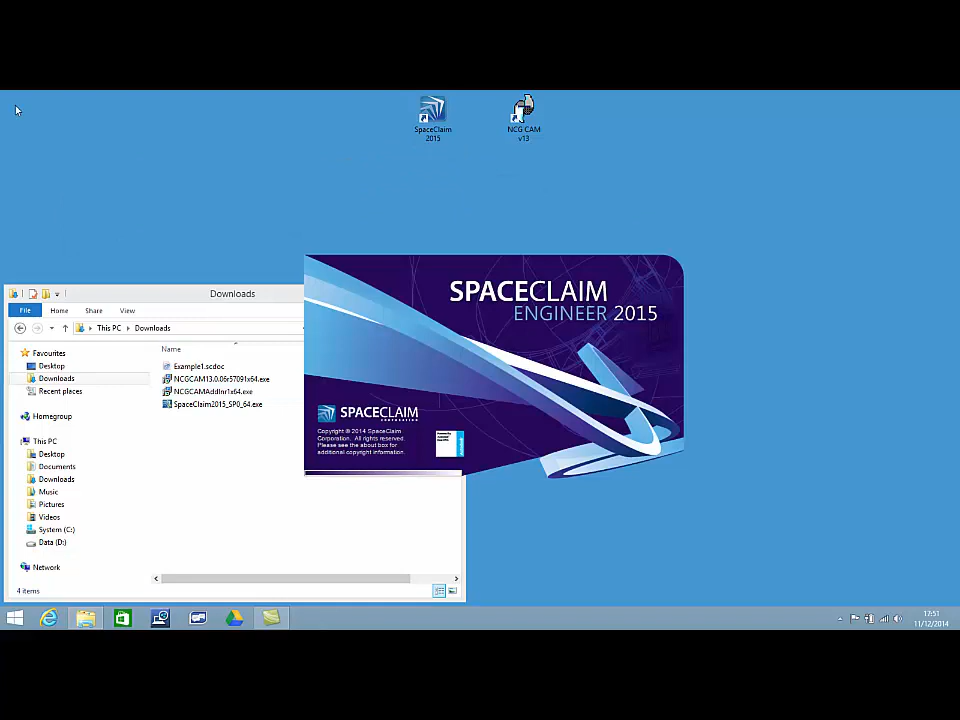 SpaceClaim
2015
NCG CAM
v13
Downloads
File
Home
Share
View
This PC
Downloads
Favourites
Desktop
Downloads
Recent places
Homegroup
This PC
Desktop
Documents
Downloads
Music
Pictures
Videos
System (C:)
Data (D:)
Network
Name
Example1.scdoc
NCGCAM13.0.06r57091x64.exe
NCGCAMAddInr1x64.exe
SpaceClaim2015_SP0_64.exe
4 items
SPACECLAIM
ENGINEER 2015
SPACECLAIM
CORPORATION
Copyright © 2014 SpaceClaim
Corporation. All rights reserved.
Please see the about box for
additional copyright information.
17:51
11/12/2014